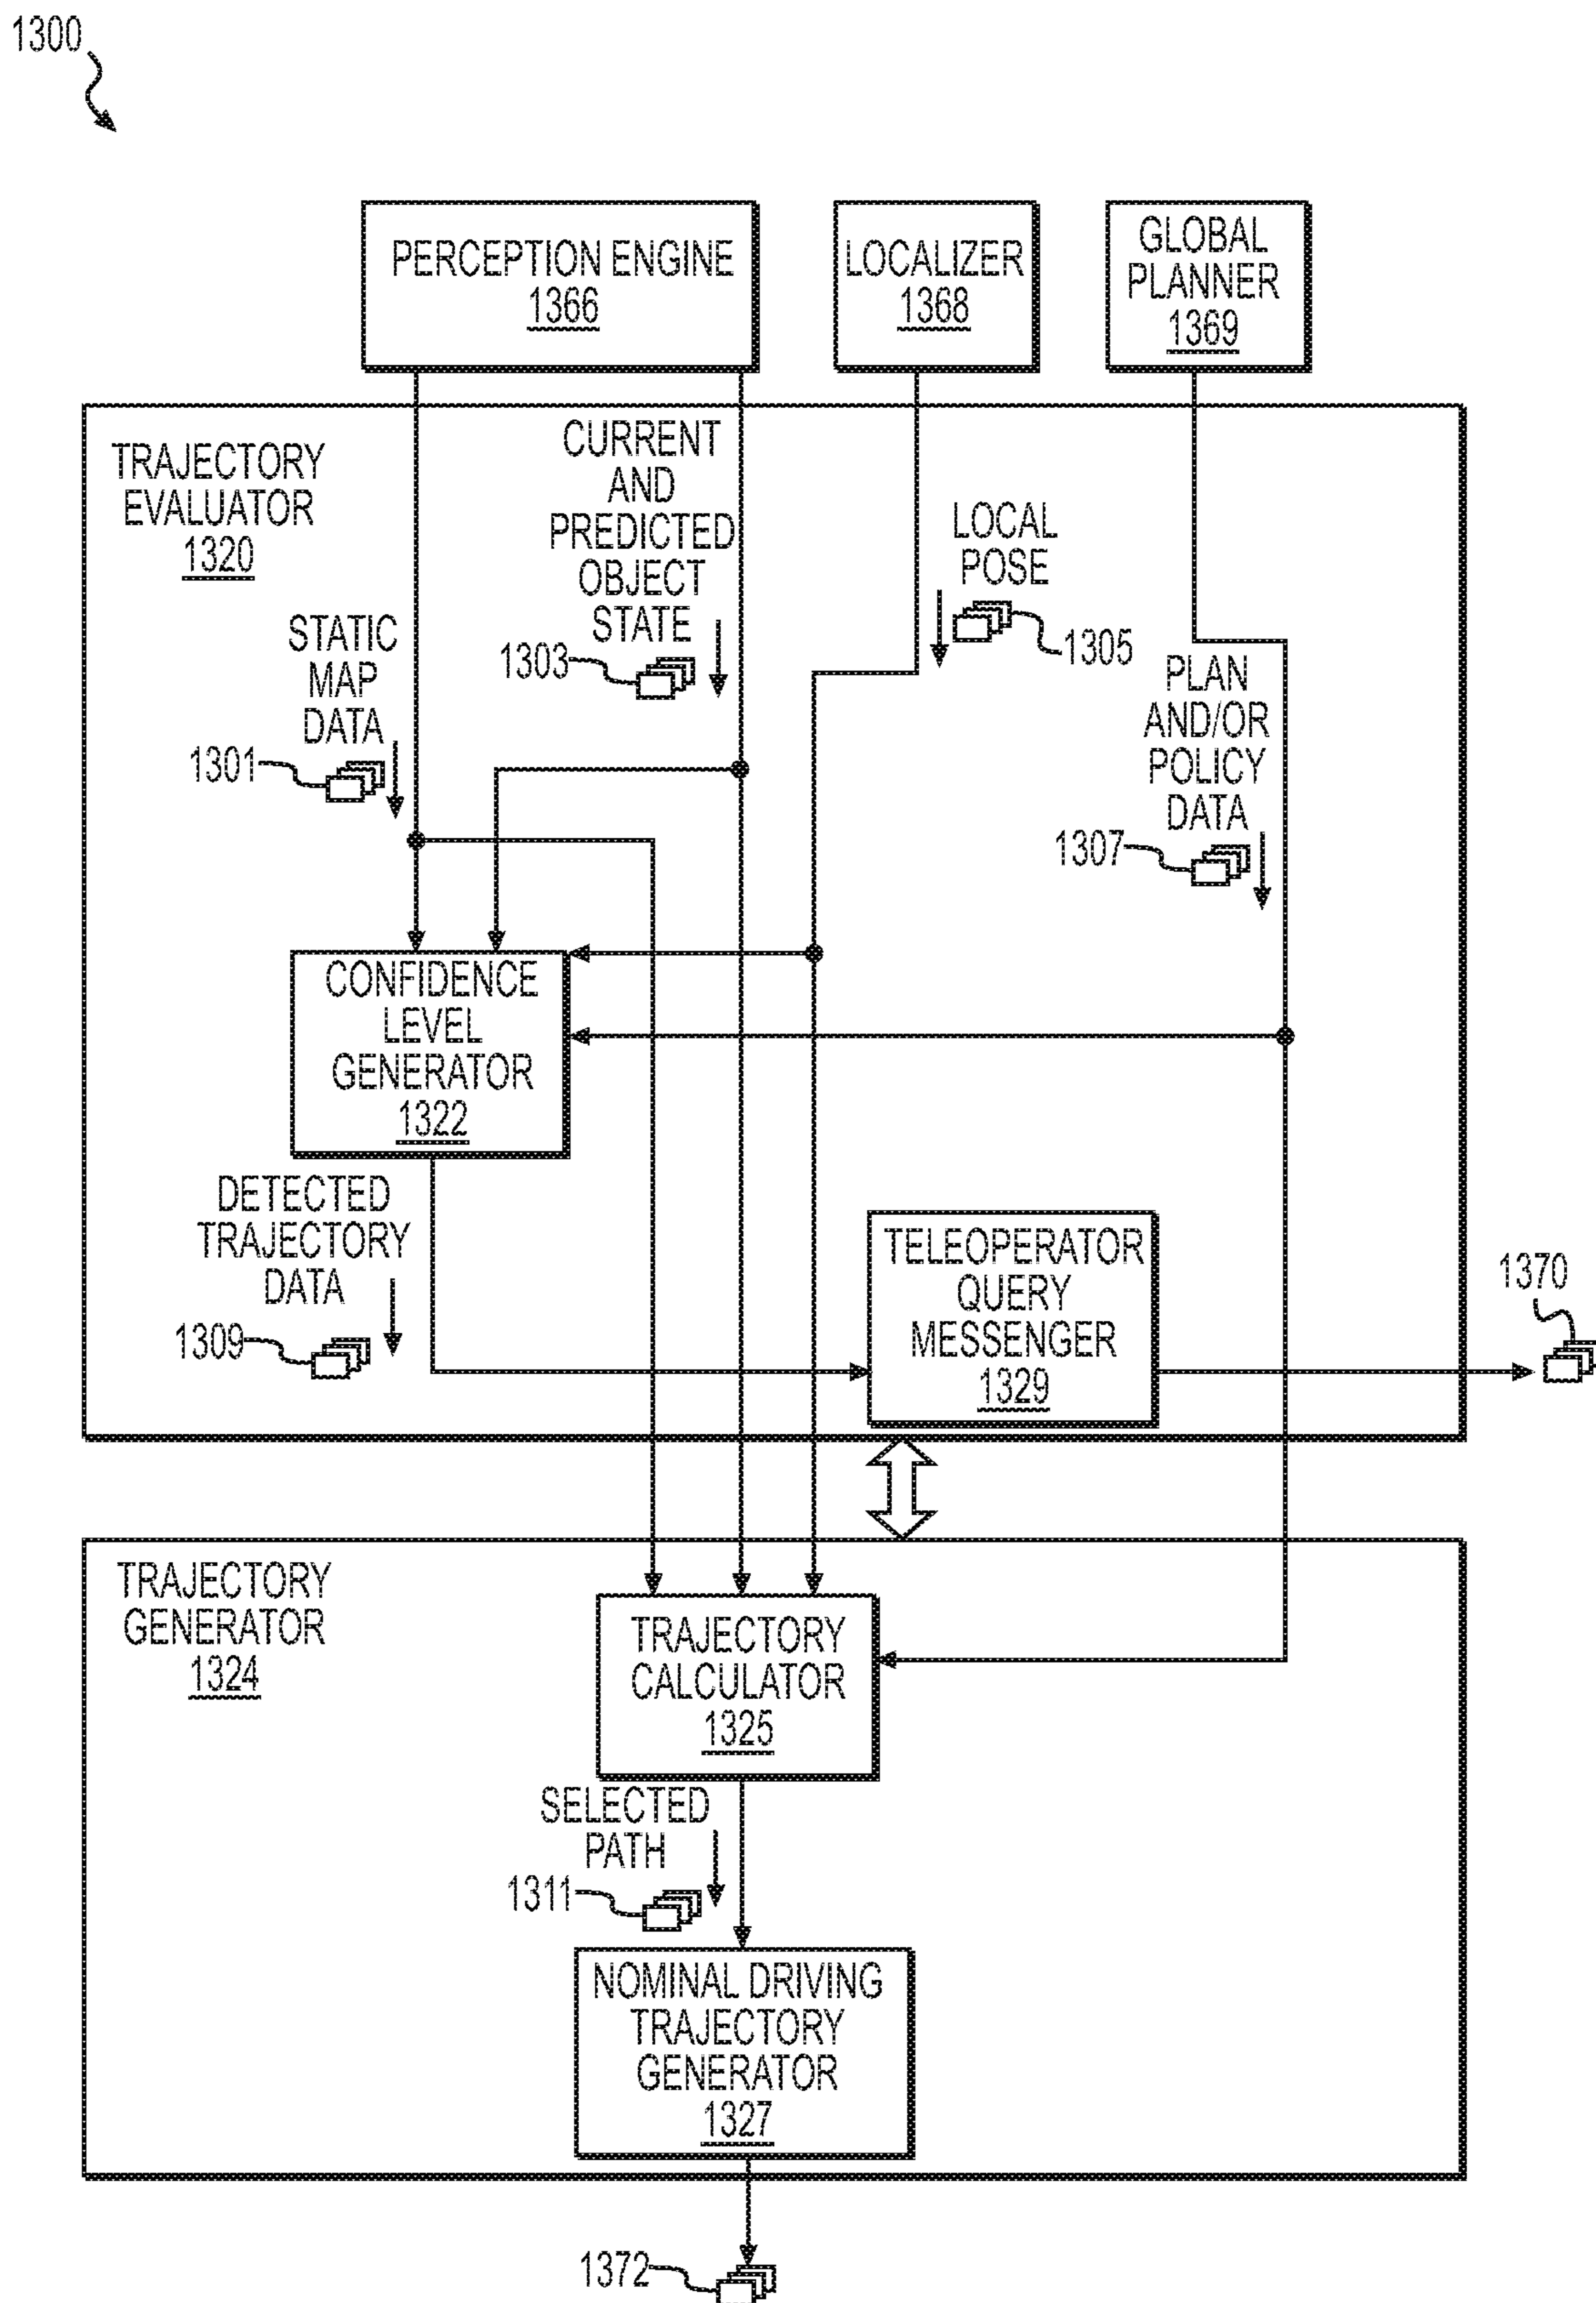 1300
PERCEPTION ENGINE
1366
LOCALIZER
1368
GLOBAL
PLANNER
1369
TRAJECTORY
EVALUATOR
1320
CURRENT
AND
PREDICTED
OBJECT
STATE
1303
LOCAL
POSE
1305
STATIC
MAP
DATA
1301
PLAN
AND/OR
POLICY
DATA
1307
CONFIDENCE
LEVEL
GENERATOR
1322
DETECTED
TRAJECTORY
DATA
1309
TELEOPERATOR
QUERY
MESSENGER
1329
1370
TRAJECTORY
GENERATOR
1324
TRAJECTORY
CALCULATOR
1325
SELECTED
PATH
1311
NOMINAL DRIVING
TRAJECTORY
GENERATOR
1327
1372